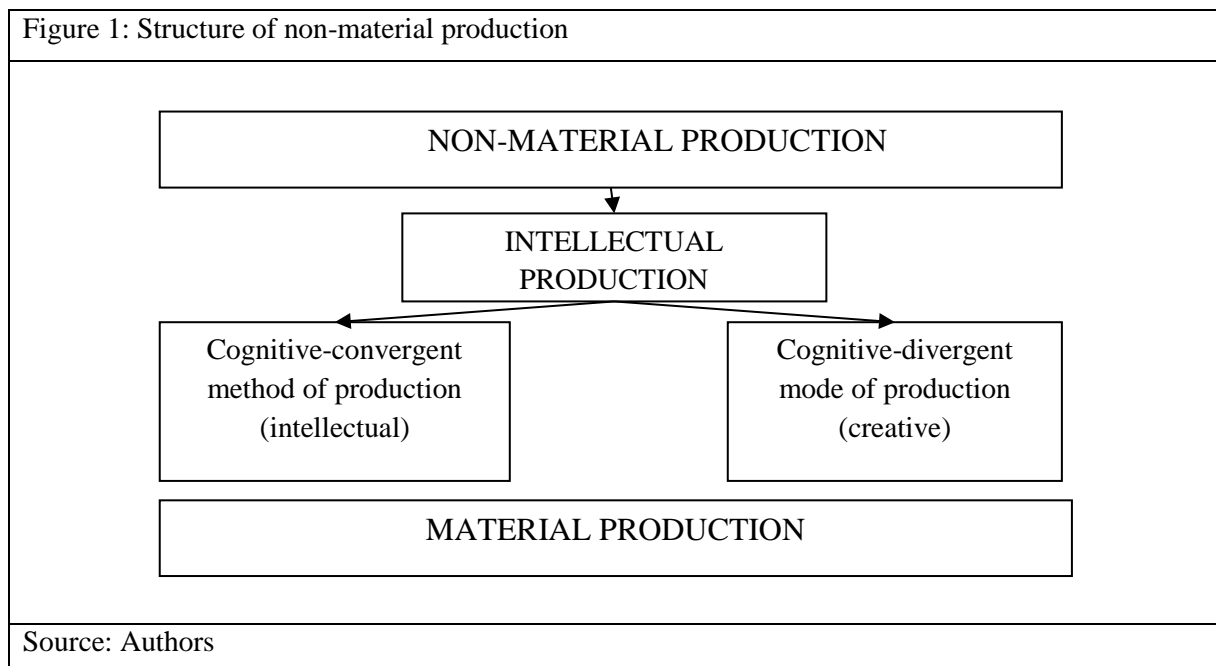 Figure 1: Structure of non-material production
NON-MATERIAL PRODUCTION
INTELLECTUAL
PRODUCTION
Cognitive-convergent
method of production
(intellectual)
Cognitive-divergent
mode of production
(creative)
MATERIAL PRODUCTION
Source: Authors